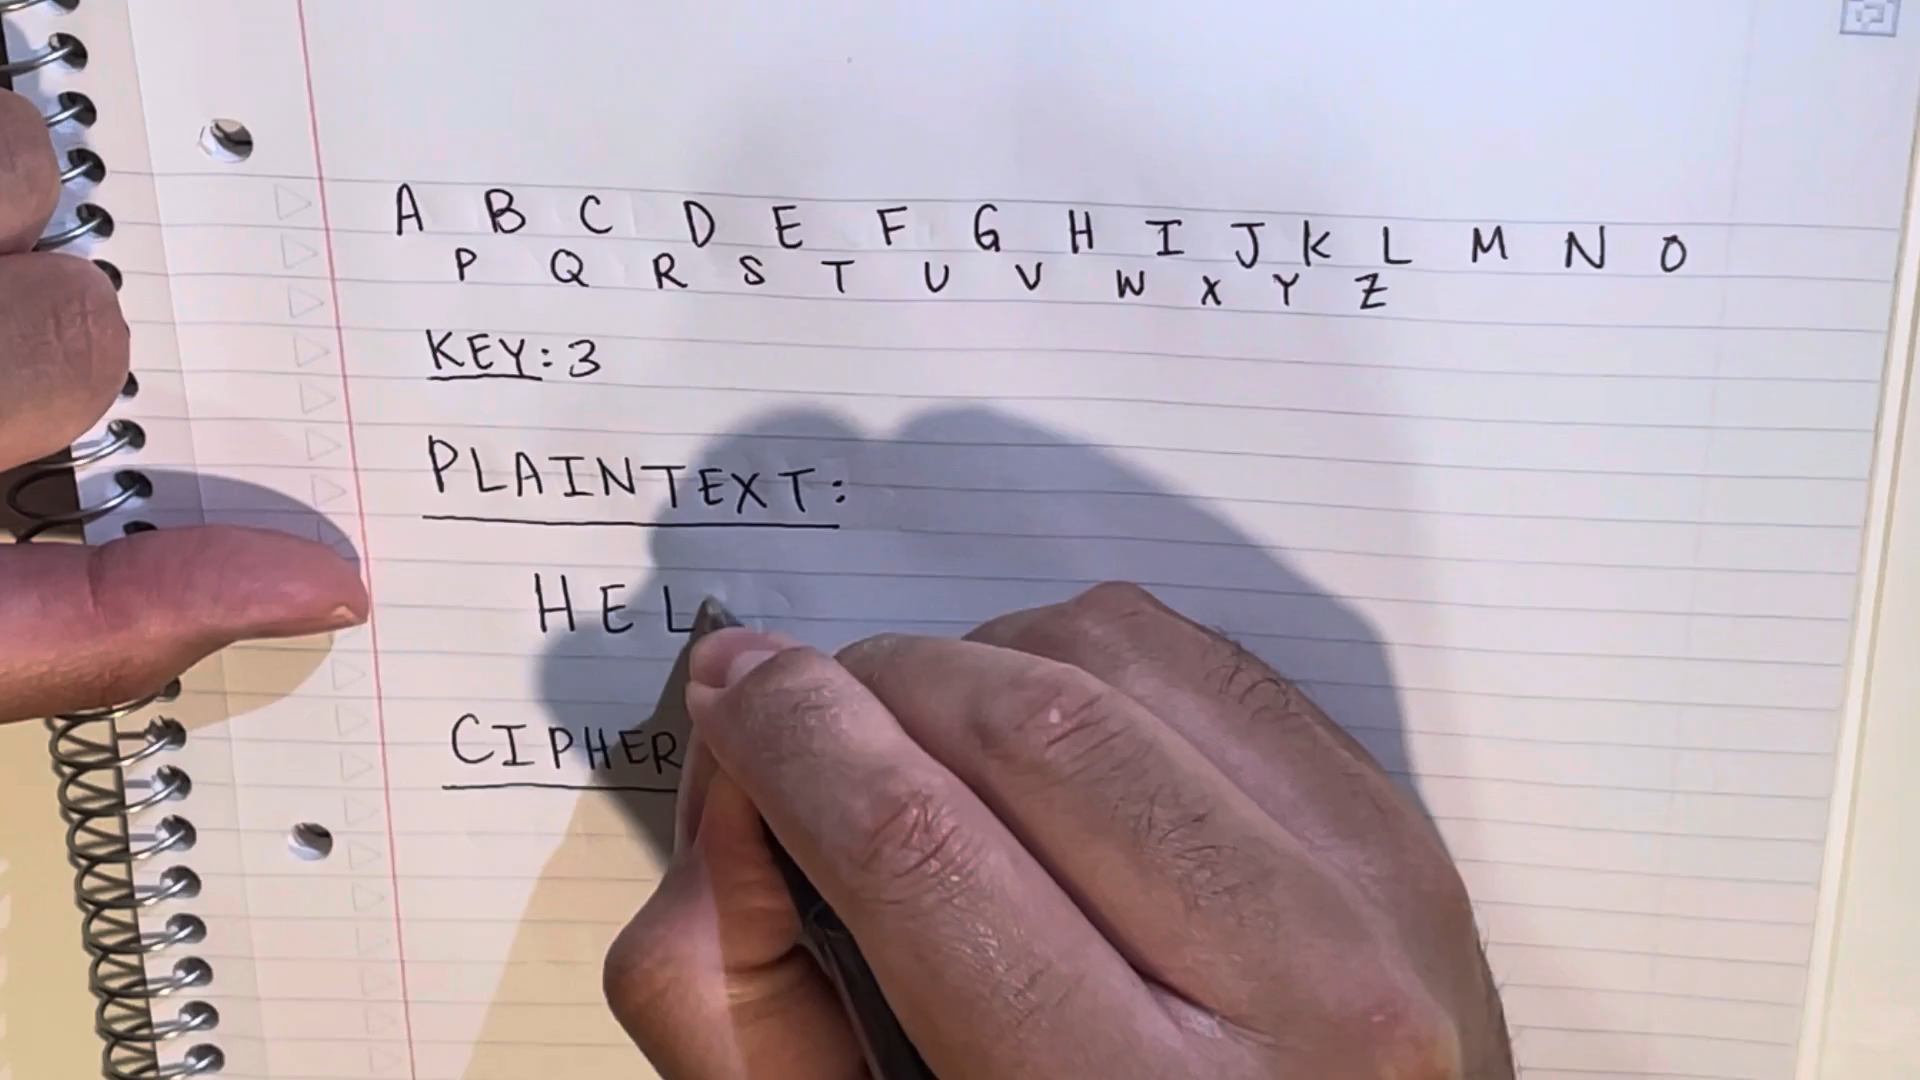 A B C D E F G H I J K L M N O
P Q R S T U V W X Y Z
KEY: 3
PLAINTEXT:
HEL
CIPHER